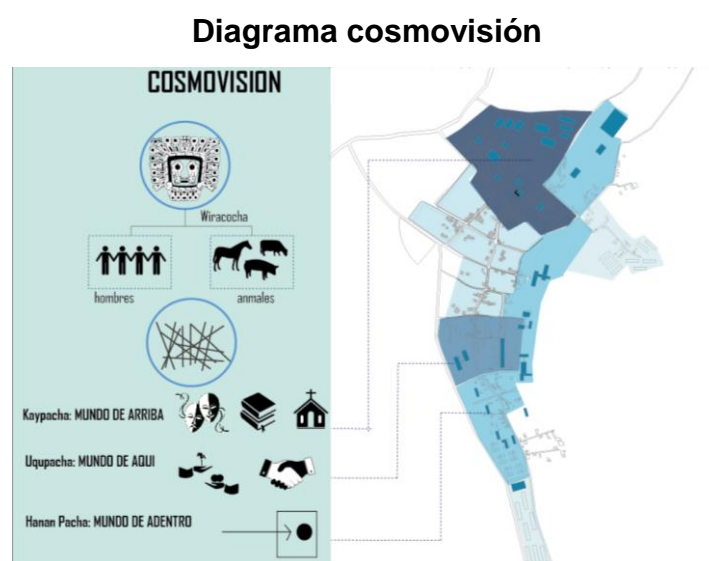 Diagrama cosmovisión
COSMOVISION
Wiracocha
hombres
anmales
Kaypacha: MUNDO DE ARRIBA
Uqupacha: MUNDO DE AQUI
Hanan Pacha: MUNDO DE ADENTRO